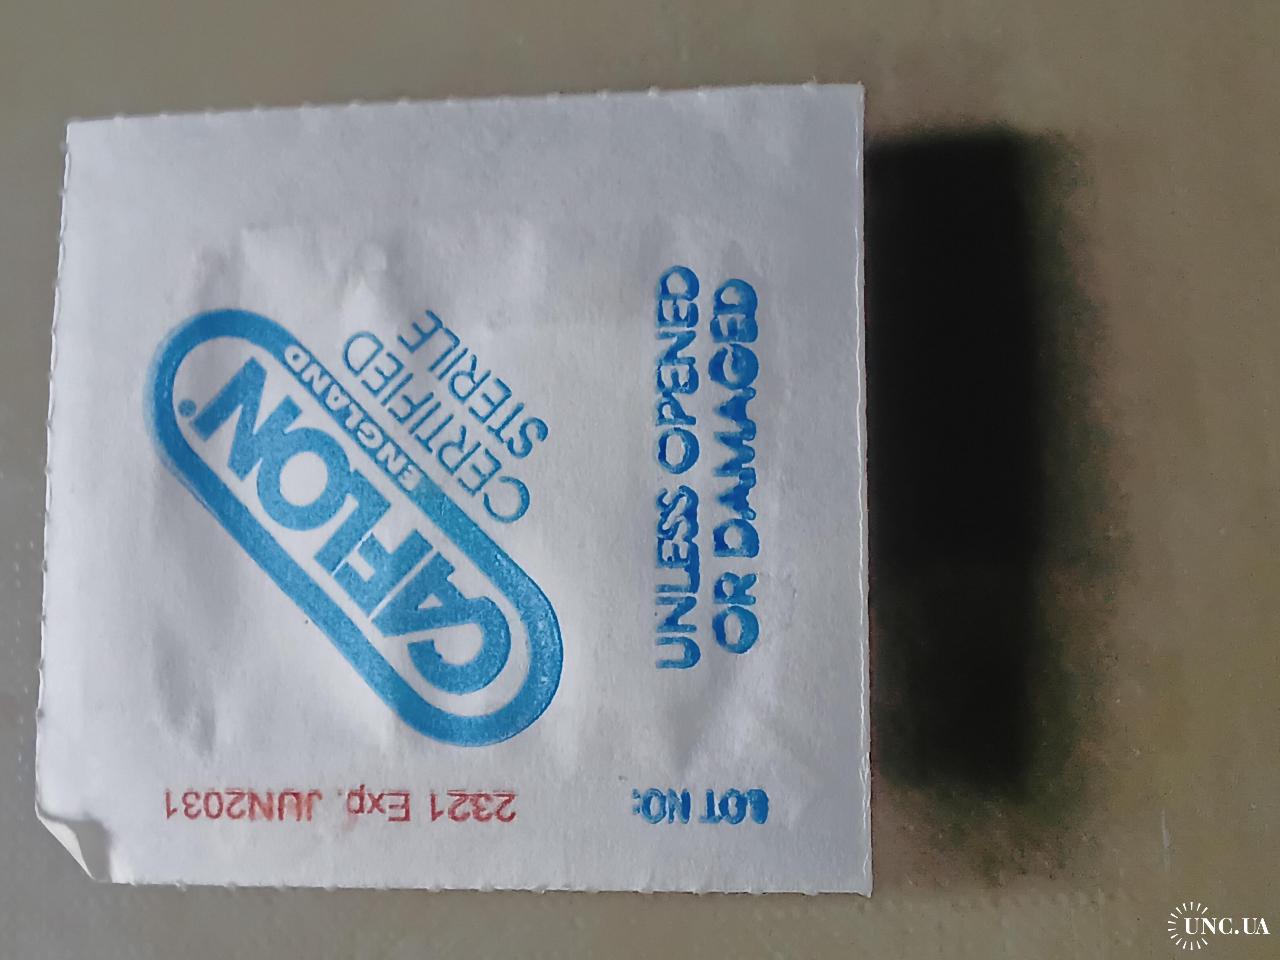 CAFLON®
ENGLAND
CERTIFIED
STERILE
UNLESS OPENED
OR DAMAGED
LOT NO:
2321 Exp. JUN2031
UNC.UA